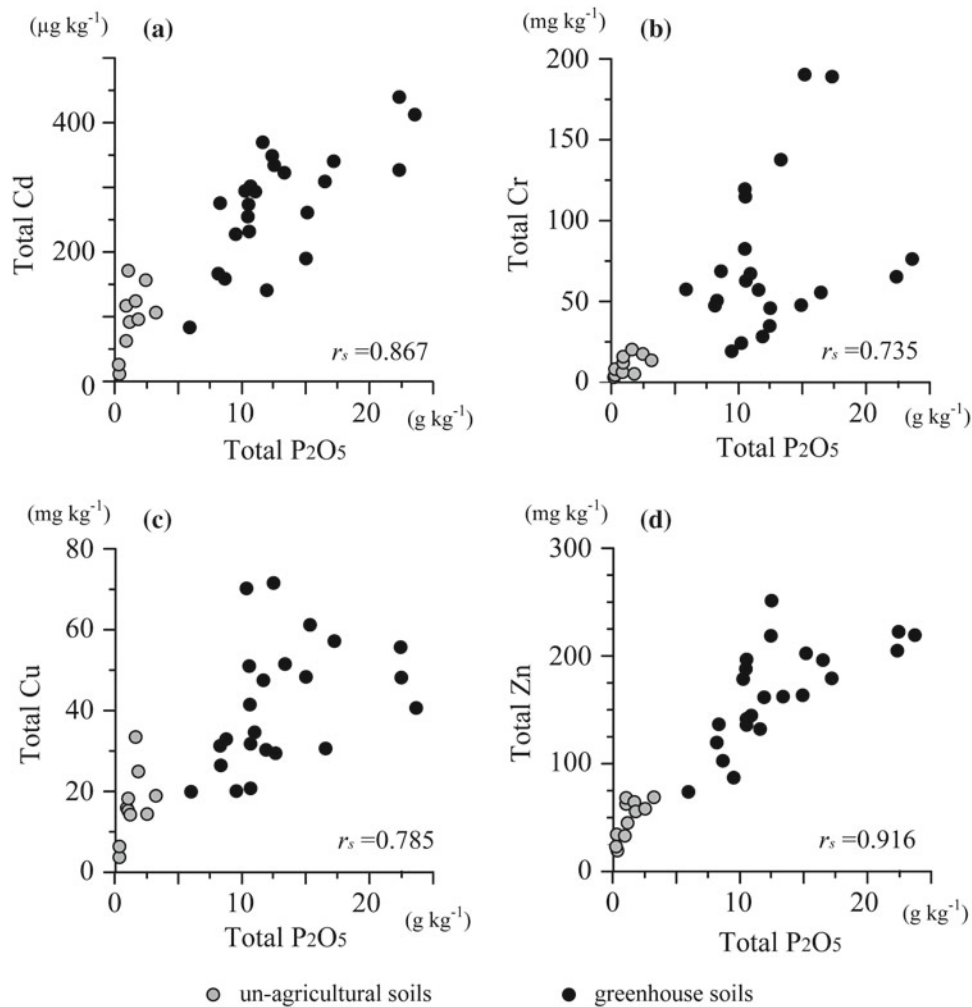 (µg kg-1) (a)
Total Cd
400
200
0
rs =0.867
0 10 20 (g kg-1)
Total P2O5
(mg kg-1) (b)
Total Cr
200
150
100
50
0
rs =0.735
0 10 20 (g kg-1)
Total P2O5
(mg kg-1) (c)
Total Cu
80
60
40
20
0
rs =0.785
0 10 20 (g kg-1)
Total P2O5
(mg kg-1) (d)
Total Zn
300
200
100
0
rs =0.916
0 10 20 (g kg-1)
Total P2O5
un-agricultural soils greenhouse soils